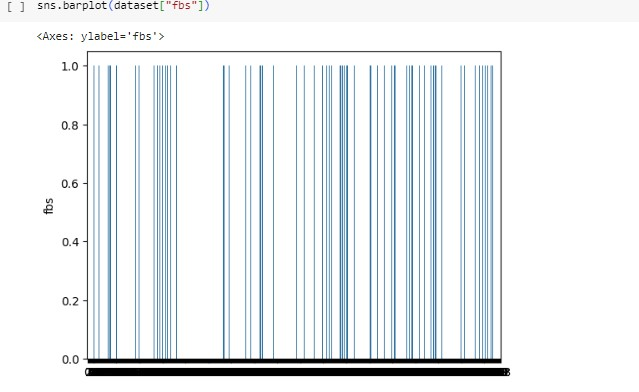 [ ] sns.barplot(dataset["fbs"])
<Axes: ylabel='fbs'>
1.0
0.8
0.6
fbs
0.4
0.2
0.0